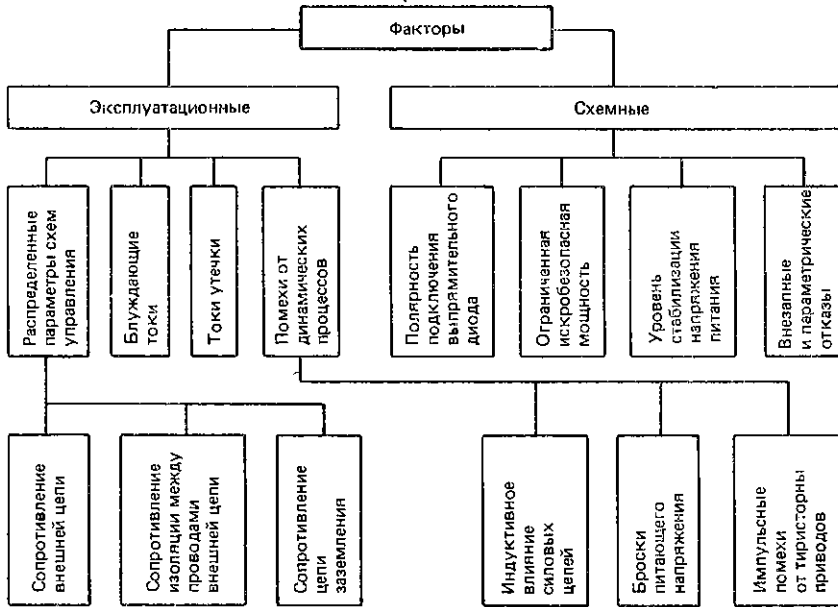 Факторы
Эксплуатационные
Схемные
Распределенные
параметры схем
управления
Блуждающие
токи
Токи утечки
Помехи от
динамических
процессов
Полярность
подключения
выпрямительного
диода
Ограниченная
искробезопасная
мощность
Уровень
стабилизации
напряжения
питания
Внезапные
и параметрические
отказы
Сопротивление
внешней цепи
Сопротивление
изоляции между
проводами
внешней цепи
Сопротивление
цепи
заземления
Индуктивное
влияние
силовых
цепей
Броски
питающего
напряжения
Импульсные
помехи
от тиристорны
приводов